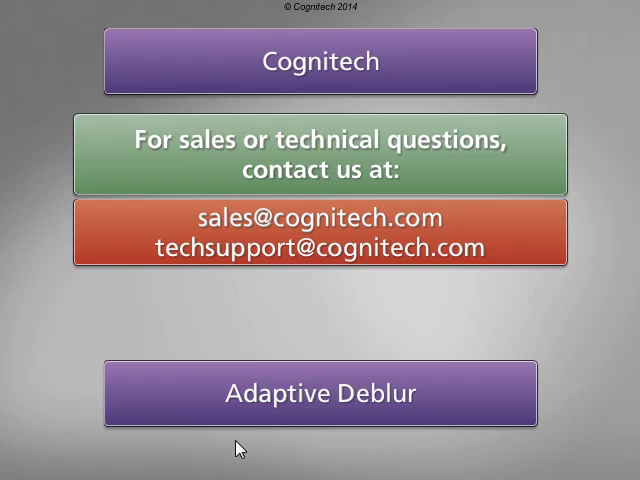 © Cognitech 2014
Cognitech
For sales or technical questions,
contact us at:
sales@cognitech.com
techsupport@cognitech.com
Adaptive Deblur